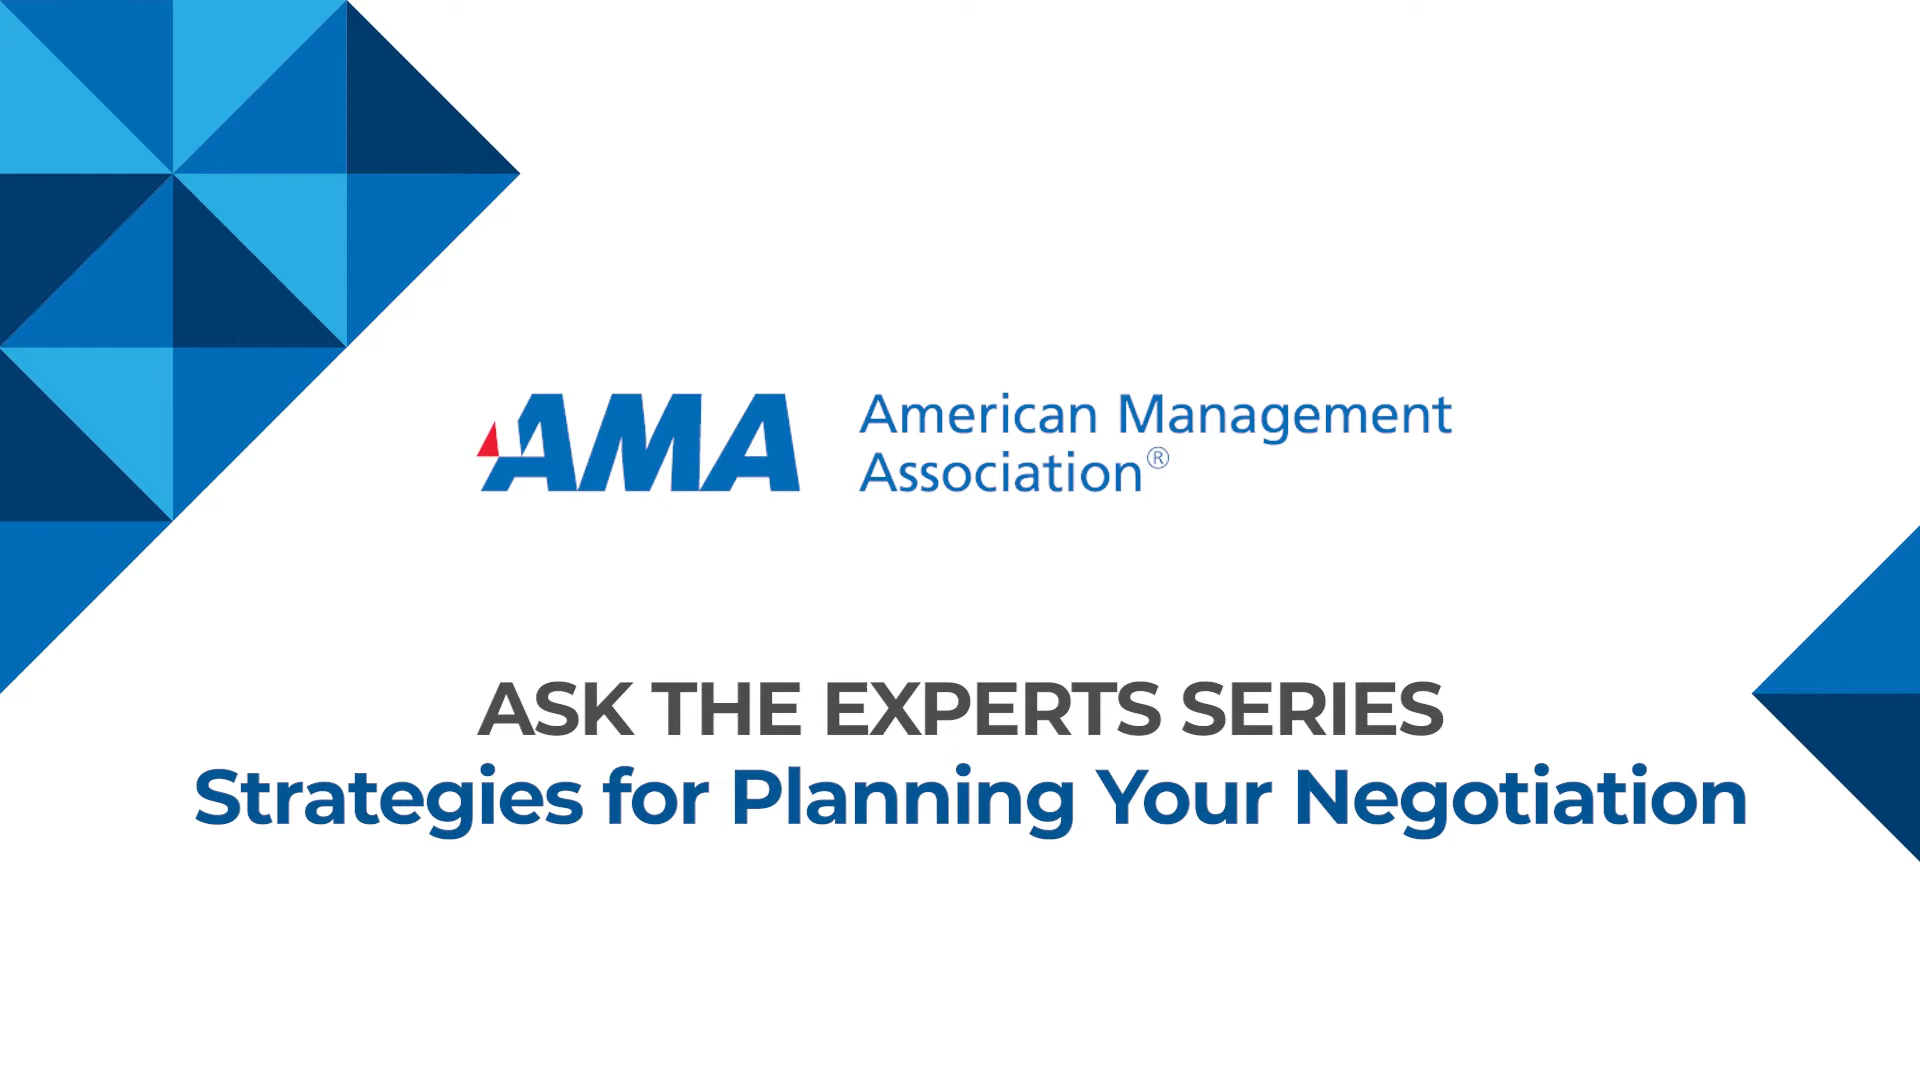 AMA
American Management
Association®
ASK THE EXPERTS SERIES
Strategies for Planning Your Negotiation